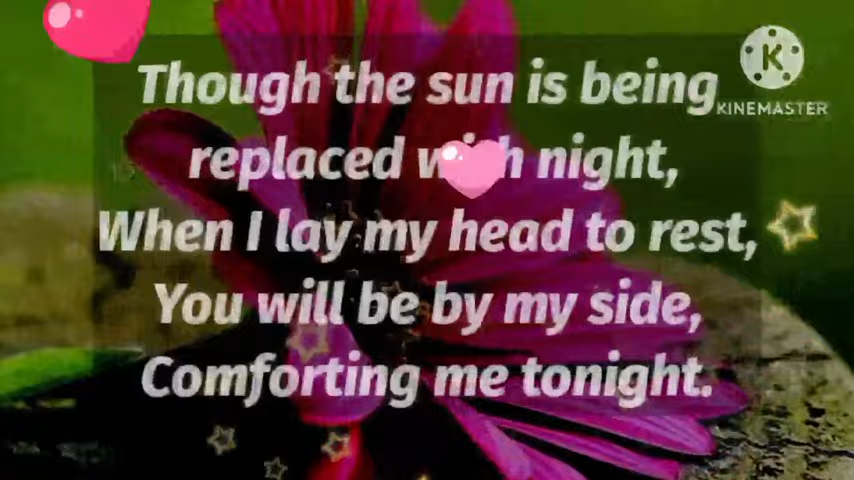 Though the sun is being
KINEMASTER
replaced with night,
When I lay my head to rest,
You will be by my side,
Comforting me tonight.